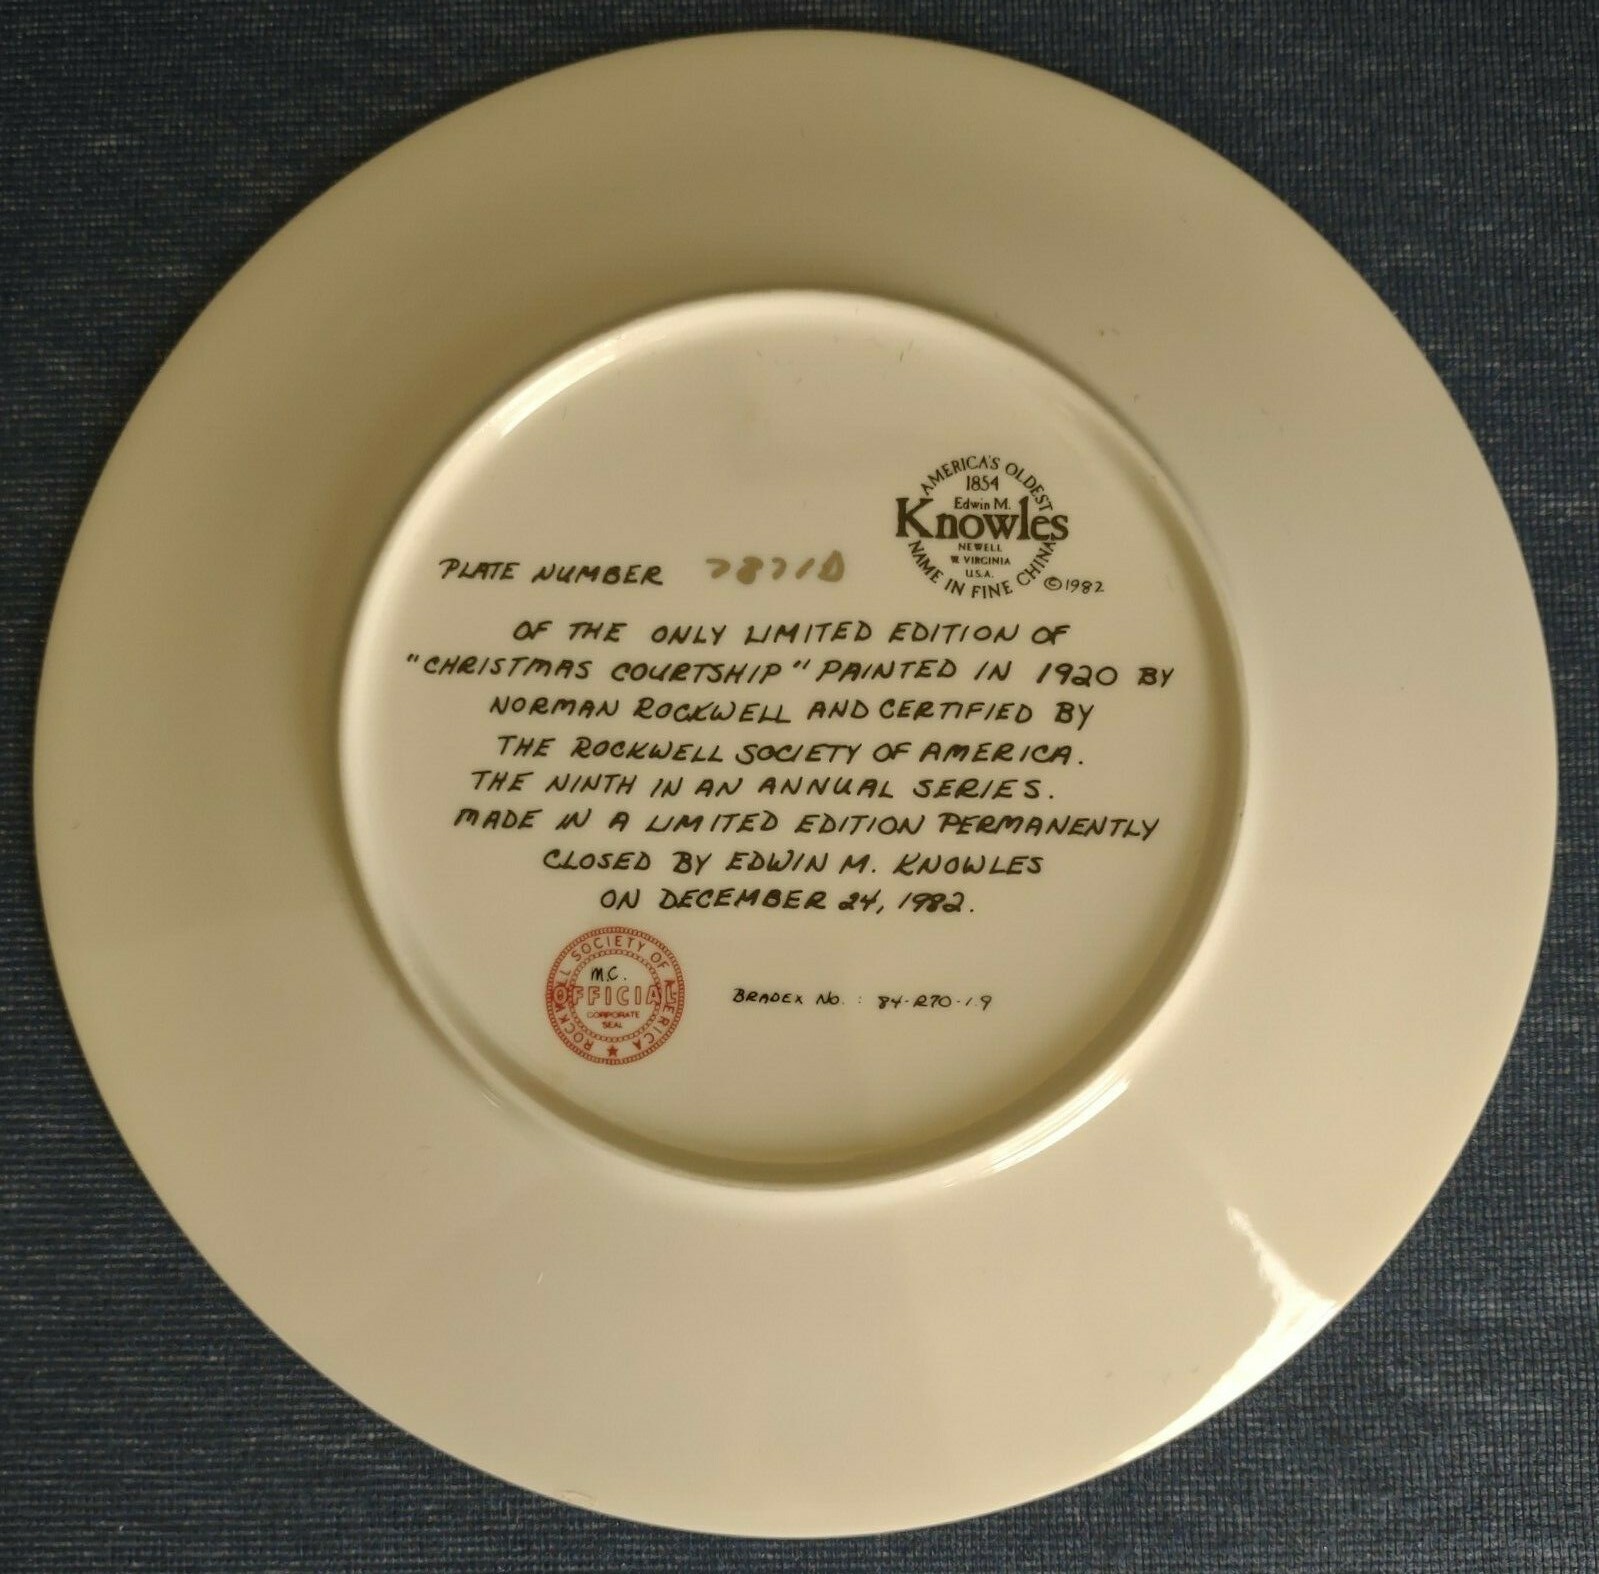 AMERICA'S OLDEST
1854
Edwin M.
Knowles
NEWELL
W. VIRGINIA
U.S.A.
NAME IN FINE CHINA
©1982
PLATE NUMBER 7871D
OF THE ONLY LIMITED EDITION OF
"CHRISTMAS COURTSHIP" PAINTED IN 1920 BY
NORMAN ROCKWELL AND CERTIFIED BY
THE ROCKWELL SOCIETY OF AMERICA.
THE NINTH IN AN ANNUAL SERIES.
MADE IN A LIMITED EDITION PERMANENTLY
CLOSED BY EDWIN M. KNOWLES
ON DECEMBER 24, 1982.
ROCKWELL SOCIETY OF AMERICA
M.C.
OFFICIAL
CORPORATE
SEAL
BRADEX No. : 84-R70-1.9